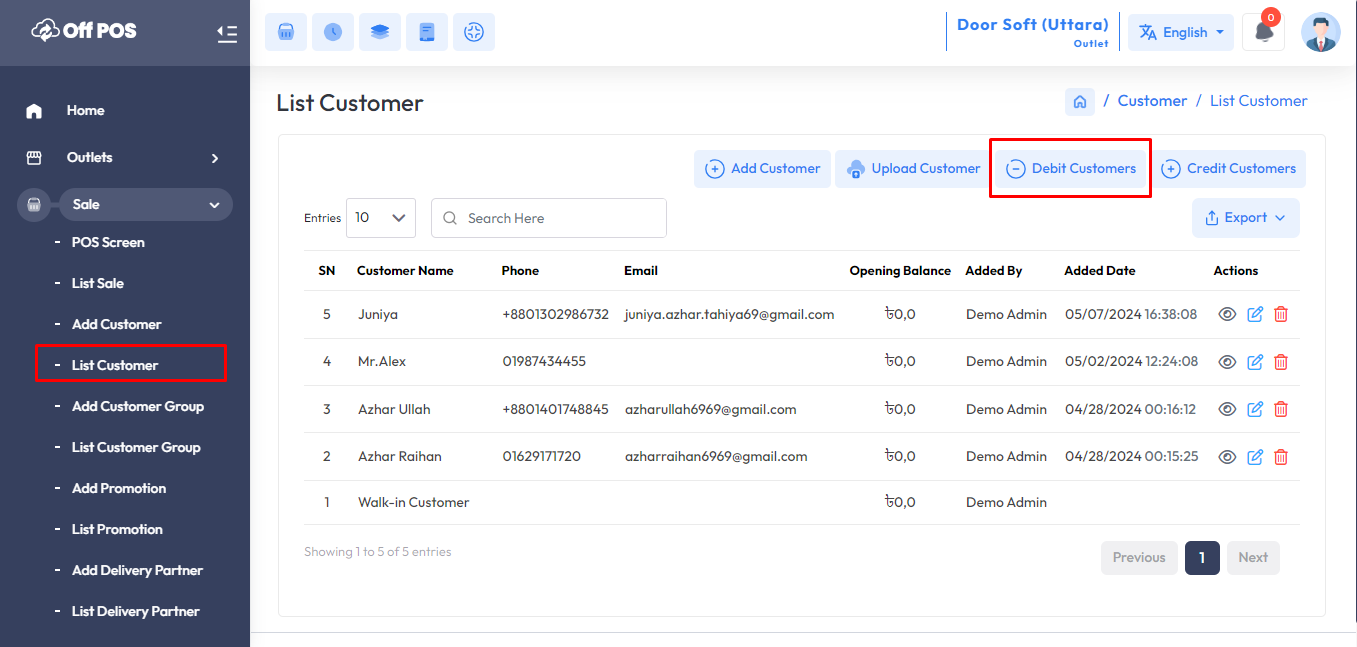 Off POS
Door Soft (Uttara)
Outlet
English
0
Home
Outlets
Sale
POS Screen
List Sale
Add Customer
List Customer
Add Customer Group
List Customer Group
Add Promotion
List Promotion
Add Delivery Partner
List Delivery Partner
List Customer
/ Customer / List Customer
Add Customer Upload Customer Debit Customers Credit Customers
Entries 10 Search Here Export
SN Customer Name Phone Email Opening Balance Added By Added Date Actions
5 Juniya +8801302986732 juniya.azhar.tahiya69@gmail.com ৳0,0 Demo Admin 05/07/2024 16:38:08
4 Mr.Alex 01987434455 ৳0,0 Demo Admin 05/02/2024 12:24:08
3 Azhar Ullah +8801401748845 azharullah6969@gmail.com ৳0,0 Demo Admin 04/28/2024 00:16:12
2 Azhar Raihan 01629171720 azharraihan6969@gmail.com ৳0,0 Demo Admin 04/28/2024 00:15:25
1 Walk-in Customer ৳0,0 Demo Admin
Showing 1 to 5 of 5 entries
Previous 1 Next